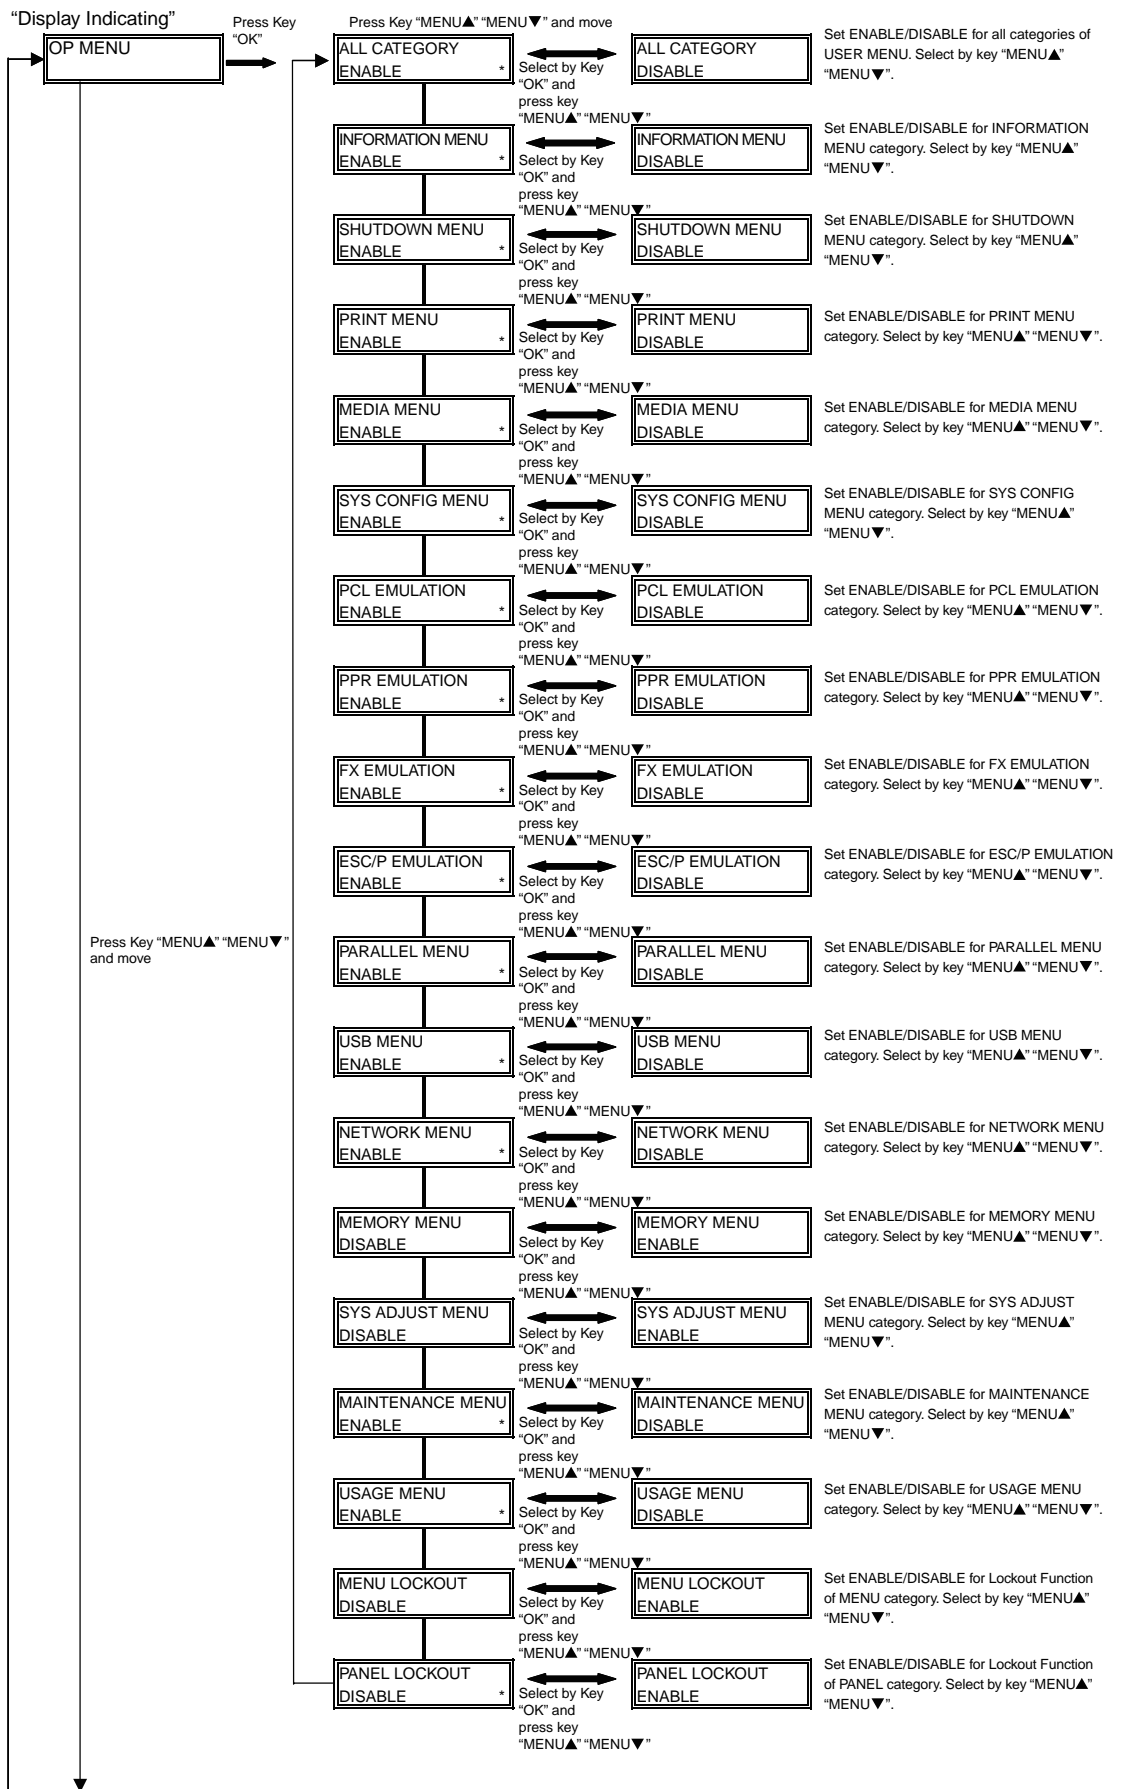 “Display Indicating”
Press Key
“OK”
Press Key “MENU▲” “MENU▼” and move
OP MENU
ALL CATEGORY
ENABLE *
Select by Key
“OK” and
press key
“MENU▲” “MENU▼”
ALL CATEGORY
DISABLE
Set ENABLE/DISABLE for all categories of
USER MENU. Select by key “MENU▲”
“MENU▼”.
INFORMATION MENU
ENABLE *
Select by Key
“OK” and
press key
“MENU▲” “MENU▼”
INFORMATION MENU
DISABLE
Set ENABLE/DISABLE for INFORMATION
MENU category. Select by key “MENU▲”
“MENU▼”.
SHUTDOWN MENU
ENABLE *
Select by Key
“OK” and
press key
“MENU▲” “MENU▼”
SHUTDOWN MENU
DISABLE
Set ENABLE/DISABLE for SHUTDOWN
MENU category. Select by key “MENU▲”
“MENU▼”.
PRINT MENU
ENABLE *
Select by Key
“OK” and
press key
“MENU▲” “MENU▼”
PRINT MENU
DISABLE
Set ENABLE/DISABLE for PRINT MENU
category. Select by key “MENU▲” “MENU▼”.
MEDIA MENU
ENABLE *
Select by Key
“OK” and
press key
“MENU▲” “MENU▼”
MEDIA MENU
DISABLE
Set ENABLE/DISABLE for MEDIA MENU
category. Select by key “MENU▲” “MENU▼”.
SYS CONFIG MENU
ENABLE *
Select by Key
“OK” and
press key
“MENU▲” “MENU▼”
SYS CONFIG MENU
DISABLE
Set ENABLE/DISABLE for SYS CONFIG
MENU category. Select by key “MENU▲”
“MENU▼”.
PCL EMULATION
ENABLE *
Select by Key
“OK” and
press key
“MENU▲” “MENU▼”
PCL EMULATION
DISABLE
Set ENABLE/DISABLE for PCL EMULATION
category. Select by key “MENU▲” “MENU▼”.
PPR EMULATION
ENABLE *
Select by Key
“OK” and
press key
“MENU▲” “MENU▼”
PPR EMULATION
DISABLE
Set ENABLE/DISABLE for PPR EMULATION
category. Select by key “MENU▲” “MENU▼”.
FX EMULATION
ENABLE *
Select by Key
“OK” and
press key
“MENU▲” “MENU▼”
FX EMULATION
DISABLE
Set ENABLE/DISABLE for FX EMULATION
category. Select by key “MENU▲” “MENU▼”.
ESC/P EMULATION
ENABLE *
Select by Key
“OK” and
press key
“MENU▲” “MENU▼”
ESC/P EMULATION
DISABLE
Set ENABLE/DISABLE for ESC/P EMULATION
category. Select by key “MENU▲” “MENU▼”.
Press Key “MENU▲” “MENU▼”
and move
PARALLEL MENU
ENABLE *
Select by Key
“OK” and
press key
“MENU▲” “MENU▼”
PARALLEL MENU
DISABLE
Set ENABLE/DISABLE for PARALLEL MENU
category. Select by key “MENU▲” “MENU▼”.
USB MENU
ENABLE *
Select by Key
“OK” and
press key
“MENU▲” “MENU▼”
USB MENU
DISABLE
Set ENABLE/DISABLE for USB MENU
category. Select by key “MENU▲” “MENU▼”.
NETWORK MENU
ENABLE *
Select by Key
“OK” and
press key
“MENU▲” “MENU▼”
NETWORK MENU
DISABLE
Set ENABLE/DISABLE for NETWORK MENU
category. Select by key “MENU▲” “MENU▼”.
MEMORY MENU
DISABLE
Select by Key
“OK” and
press key
“MENU▲” “MENU▼”
MEMORY MENU
ENABLE
Set ENABLE/DISABLE for MEMORY MENU
category. Select by key “MENU▲” “MENU▼”.
SYS ADJUST MENU
DISABLE
Select by Key
“OK” and
press key
“MENU▲” “MENU▼”
SYS ADJUST MENU
ENABLE
Set ENABLE/DISABLE for SYS ADJUST
MENU category. Select by key “MENU▲”
“MENU▼”.
MAINTENANCE MENU
ENABLE *
Select by Key
“OK” and
press key
“MENU▲” “MENU▼”
MAINTENANCE MENU
DISABLE
Set ENABLE/DISABLE for MAINTENANCE
MENU category. Select by key “MENU▲”
“MENU▼”.
USAGE MENU
ENABLE *
Select by Key
“OK” and
press key
“MENU▲” “MENU▼”
USAGE MENU
DISABLE
Set ENABLE/DISABLE for USAGE MENU
category. Select by key “MENU▲” “MENU▼”.
MENU LOCKOUT
DISABLE
Select by Key
“OK” and
press key
“MENU▲” “MENU▼”
MENU LOCKOUT
ENABLE
Set ENABLE/DISABLE for Lockout Function
of MENU category. Select by key “MENU▲”
“MENU▼”.
PANEL LOCKOUT
DISABLE *
Select by Key
“OK” and
press key
“MENU▲” “MENU▼”
PANEL LOCKOUT
ENABLE
Set ENABLE/DISABLE for Lockout Function
of PANEL category. Select by key “MENU▲”
“MENU▼”.